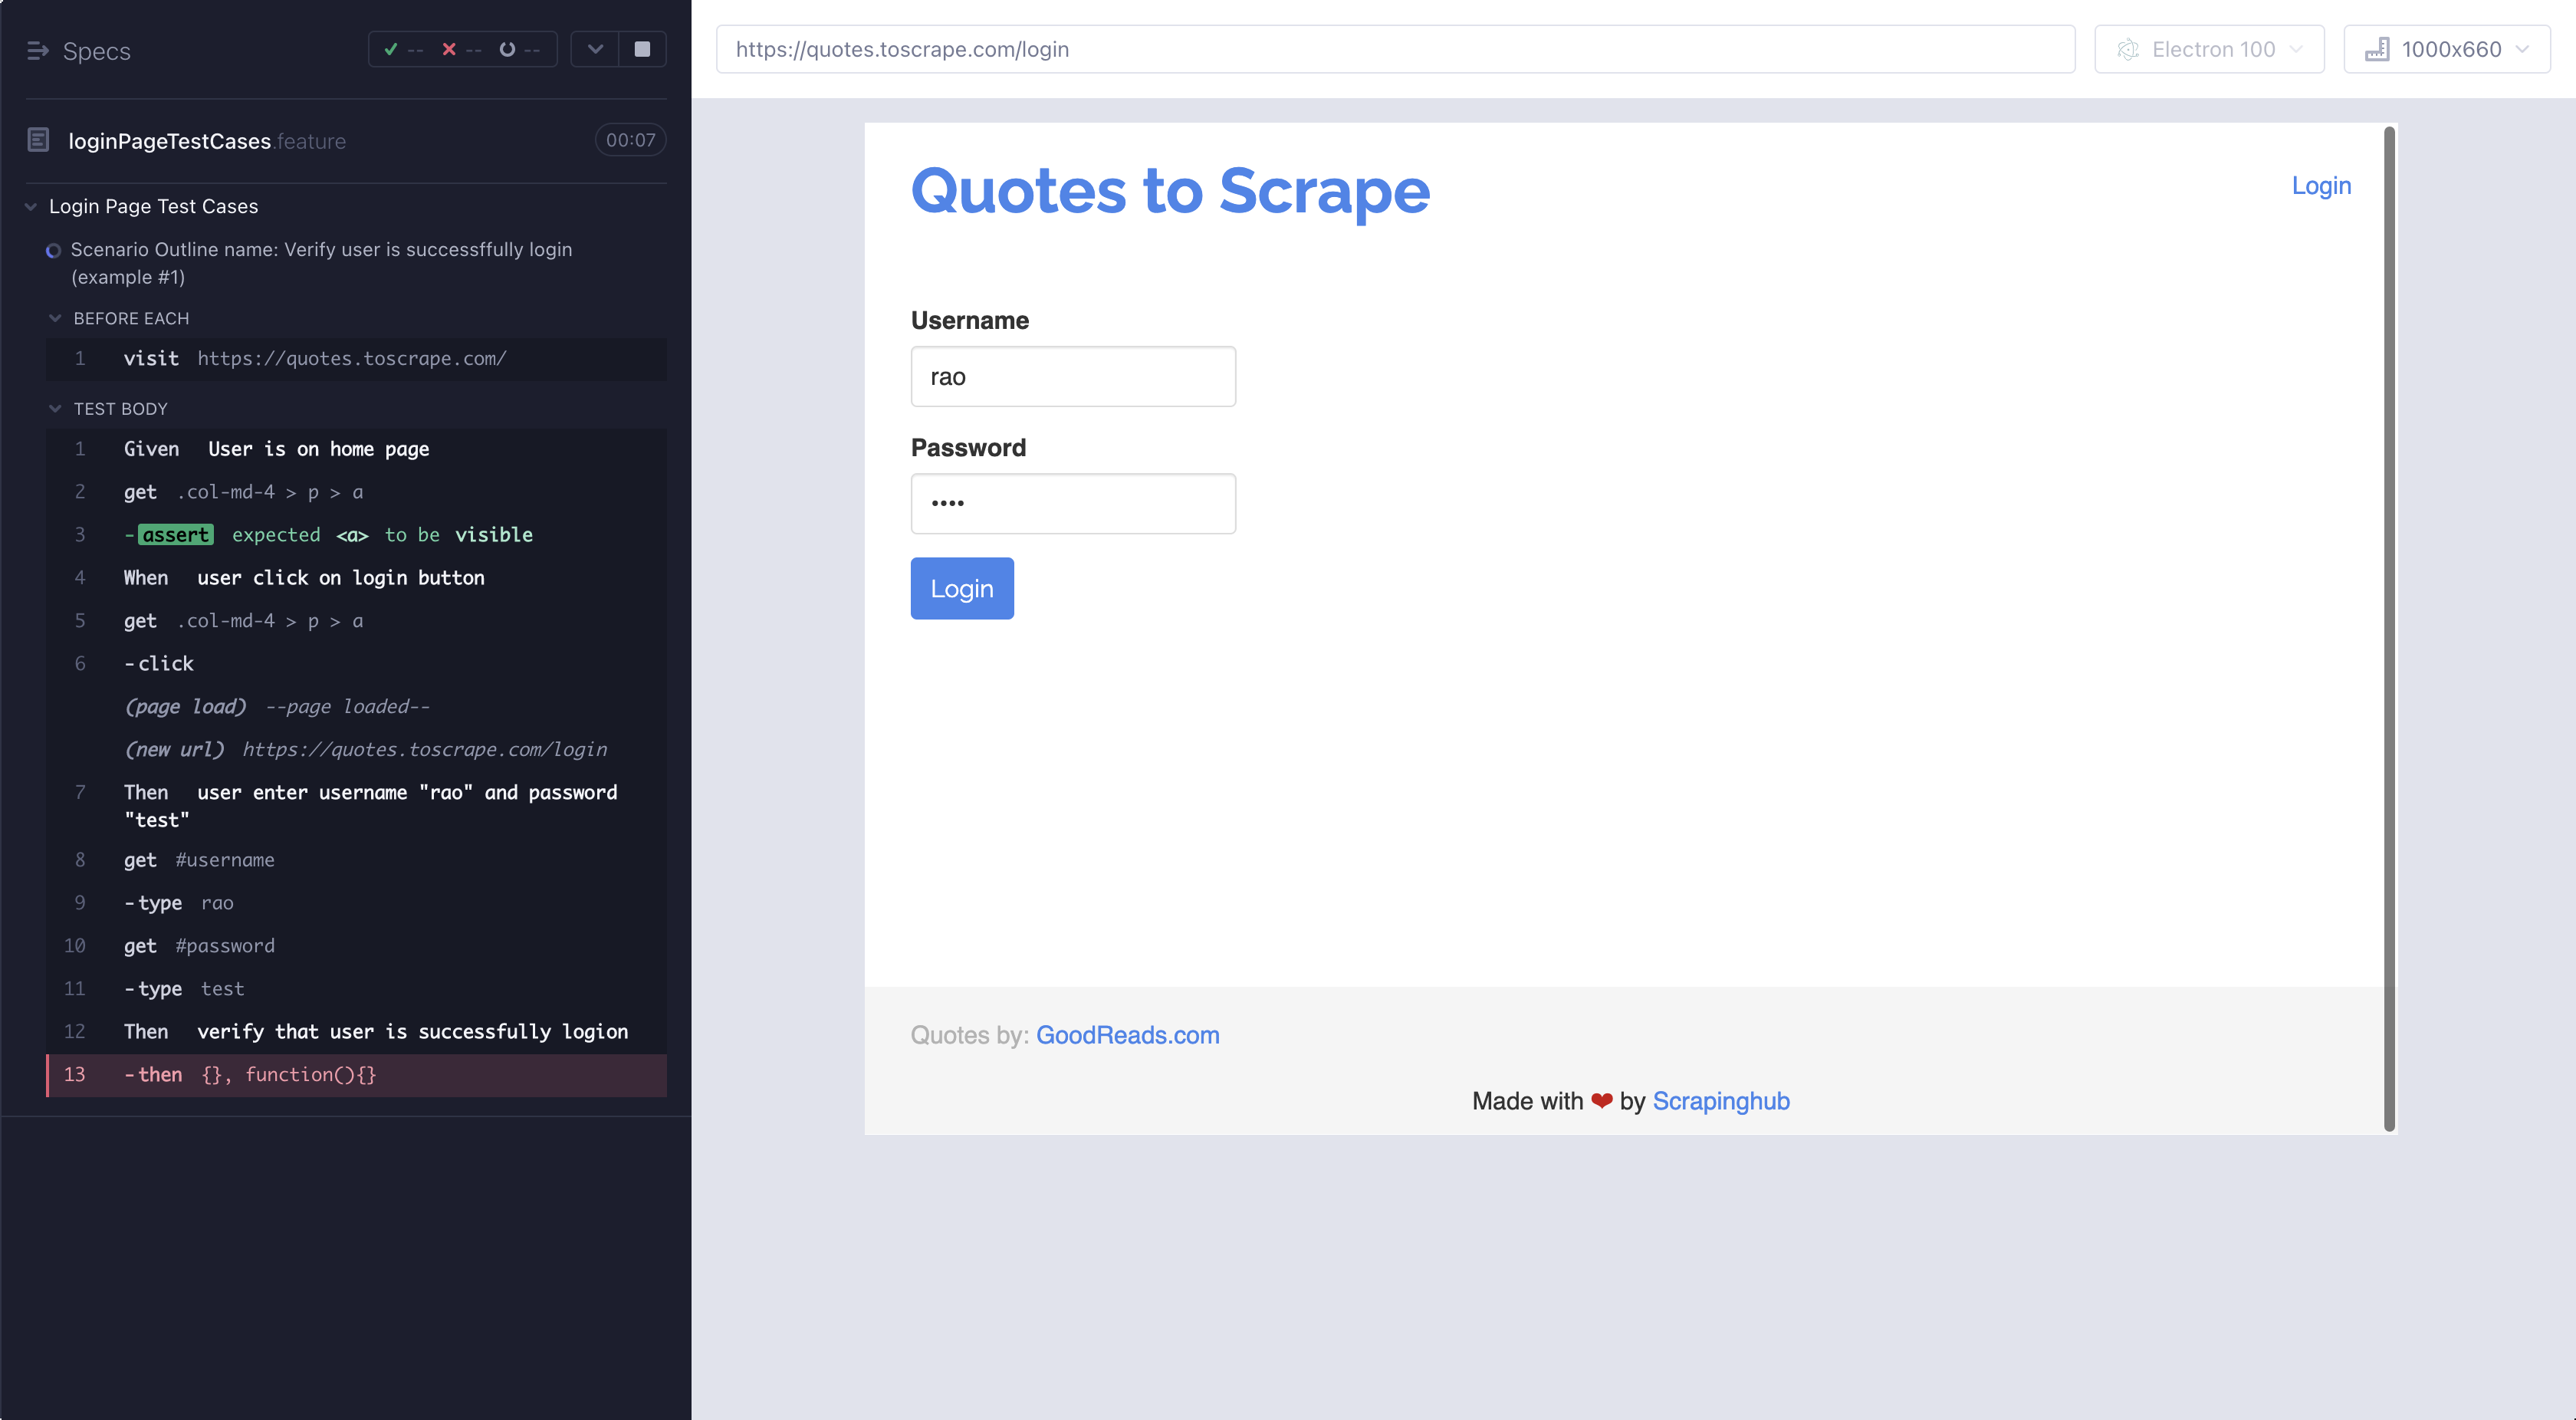 Specs
-- -- --
loginPageTestCases.feature
00:07
Login Page Test Cases
Scenario Outline name: Verify user is successffully login
(example #1)
BEFORE EACH
1 visit https://quotes.toscrape.com/
TEST BODY
1 Given User is on home page
2 get .col-md-4 > p > a
3 -assert expected <a> to be visible
4 When user click on login button
5 get .col-md-4 > p > a
6 -click
(page load) --page loaded--
(new url) https://quotes.toscrape.com/login
7 Then user enter username "rao" and password
"test"
8 get #username
9 -type rao
10 get #password
11 -type test
12 Then verify that user is successfully logion
13 -then {}, function(){}
https://quotes.toscrape.com/login
Electron 100
1000x660
Quotes to Scrape
Login
Username
rao
Password
••••
Login
Quotes by: GoodReads.com
Made with ❤ by Scrapinghub